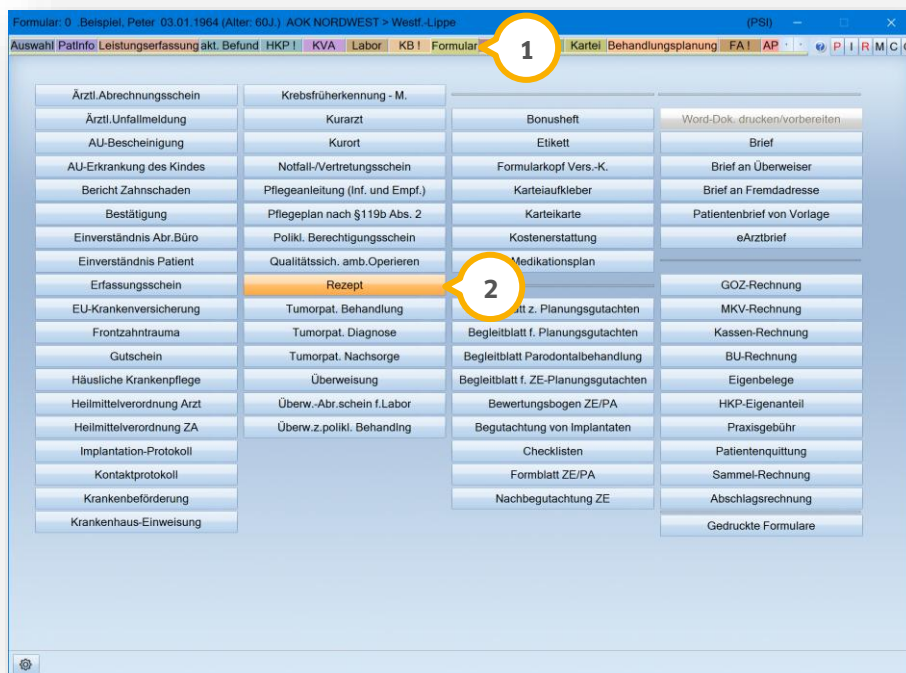 Formular: 0 .Beispiel, Peter 03.01.1964 (Alter: 60J.) AOK NORDWEST > Westf.-Lippe (PSI)
Auswahl PatInfo Leistungserfassung akt. Befund HKP ! KVA Labor KB ! Formular 1 Kartei Behandlungsplanung FA ! AP P I R M C
Ärztl.Abrechnungsschein Krebsfrüherkennung - M.
Ärztl.Unfallmeldung Kurarzt Bonusheft Word-Dok. drucken/vorbereiten
AU-Bescheinigung Kurort Etikett Brief
AU-Erkrankung des Kindes Notfall-/Vertretungsschein Formularkopf Vers.-K. Brief an Überweiser
Bericht Zahnschaden Pflegeanleitung (Inf. und Empf.) Karteiaufkleber Brief an Fremdadresse
Bestätigung Pflegeplan nach §119b Abs. 2 Karteikarte Patientenbrief von Vorlage
Einverständnis Abr.Büro Polikl. Berechtigungsschein Kostenerstattung eArztbrief
Einverständnis Patient Qualitätssich. amb.Operieren Medikationsplan
Erfassungsschein Rezept 2 GOZ-Rechnung
EU-Krankenversicherung Tumorpat. Behandlung z. Planungsgutachten MKV-Rechnung
Frontzahntrauma Tumorpat. Diagnose Begleitblatt f. Planungsgutachten Kassen-Rechnung
Gutschein Tumorpat. Nachsorge Begleitblatt Parodontalbehandlung BU-Rechnung
Häusliche Krankenpflege Überweisung Begleitblatt f. ZE-Planungsgutachten Eigenbelege
Heilmittelverordnung Arzt Überw.-Abr.schein f.Labor Bewertungsbogen ZE/PA HKP-Eigenanteil
Heilmittelverordnung ZA Überw.z.polikl. Behandlng Begutachtung von Implantaten Praxisgebühr
Implantation-Protokoll Checklisten Patientenquittung
Kontaktprotokoll Formblatt ZE/PA Sammel-Rechnung
Krankenbeförderung Nachbegutachtung ZE Abschlagsrechnung
Krankenhaus-Einweisung Gedruckte Formulare